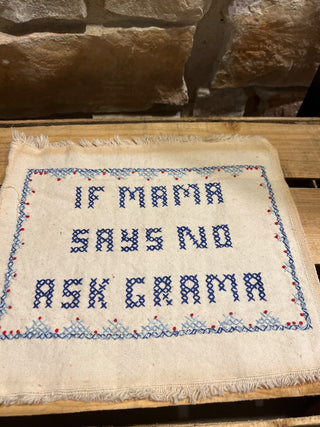 IF MAMA
SAYS NO
ASK GRAMA